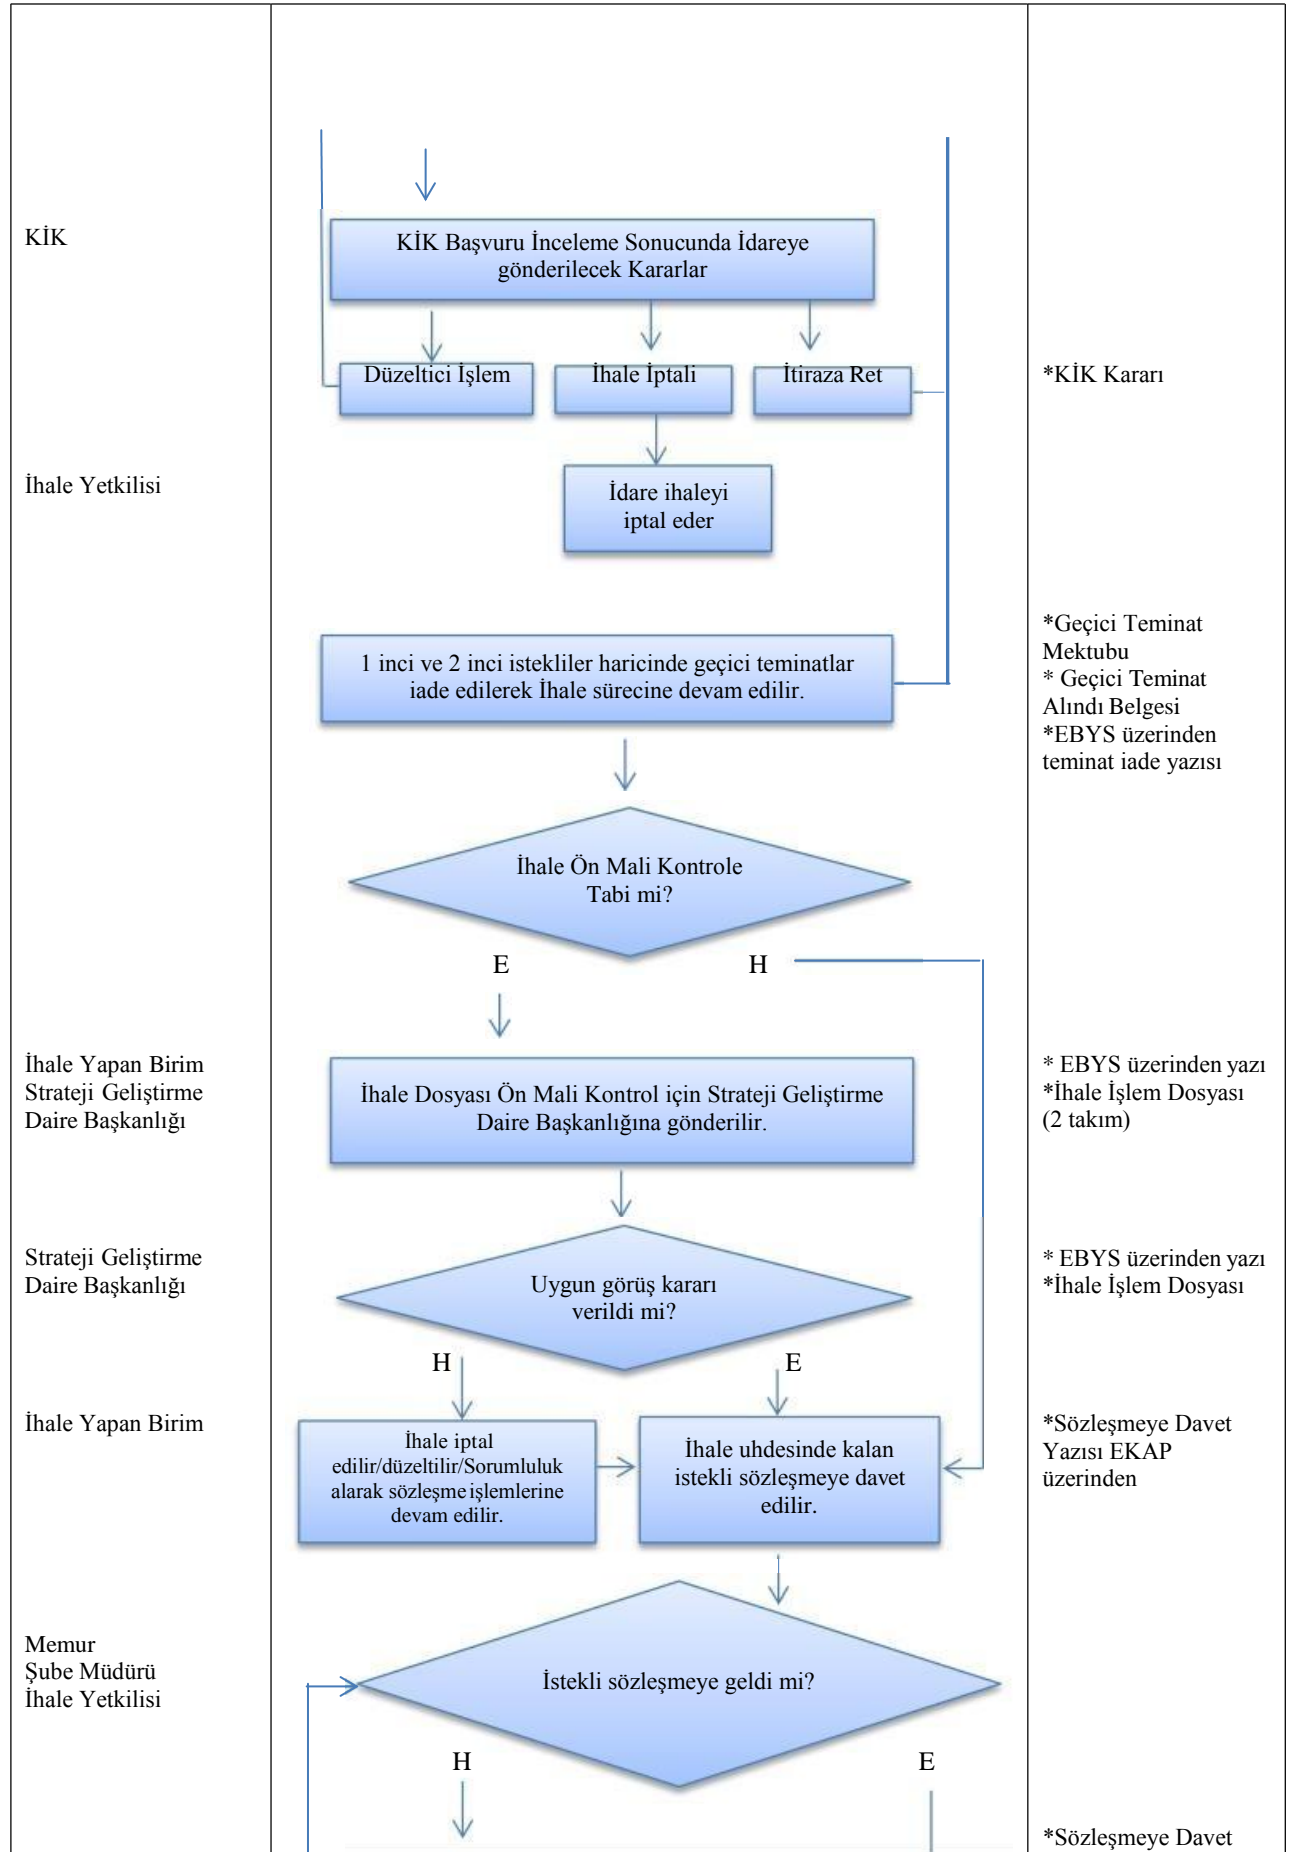 KİK
KİK Başvuru İnceleme Sonucunda İdareye
gönderilecek Kararlar
Düzeltici İşlem
İhale İptali
İtiraza Ret
*KİK Kararı
İhale Yetkilisi
İdare ihaleyi
iptal eder
1 inci ve 2 inci istekliler haricinde geçici teminatlar
iade edilerek İhale sürecine devam edilir.
*Geçici Teminat
Mektubu
* Geçici Teminat
Alındı Belgesi
*EBYS üzerinden
teminat iade yazısı
İhale Ön Mali Kontrole
Tabi mi?
E
H
İhale Yapan Birim
Strateji Geliştirme
Daire Başkanlığı
İhale Dosyası Ön Mali Kontrol için Strateji Geliştirme
Daire Başkanlığına gönderilir.
* EBYS üzerinden yazı
*İhale İşlem Dosyası
(2 takım)
Strateji Geliştirme
Daire Başkanlığı
Uygun görüş kararı
verildi mi?
* EBYS üzerinden yazı
*İhale İşlem Dosyası
H
E
İhale Yapan Birim
İhale iptal
edilir/düzeltilir/Sorumluluk
alarak sözleşme işlemlerine
devam edilir.
İhale uhdesinde kalan
istekli sözleşmeye davet
edilir.
*Sözleşmeye Davet
Yazısı EKAP
üzerinden
Memur
Şube Müdürü
İhale Yetkilisi
İstekli sözleşmeye geldi mi?
H
E
*Sözleşmeye Davet